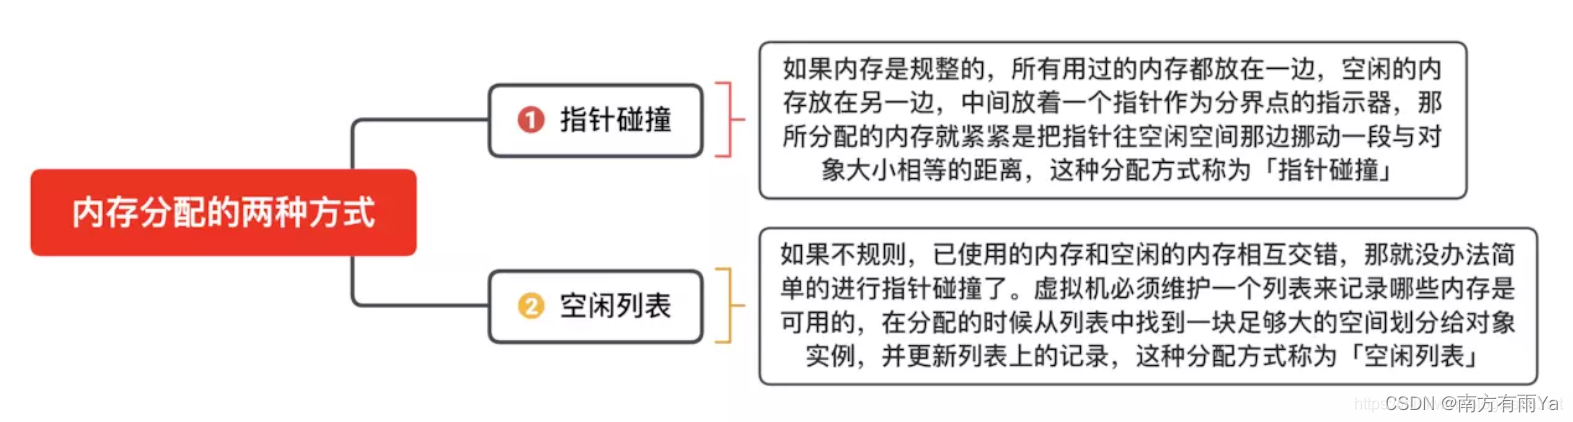 内存分配的两种方式
1 指针碰撞
如果内存是规整的，所有用过的内存都放在一边，空闲的内
存放在另一边，中间放着一个指针作为分界点的指示器，那
所分配的内存就紧紧是把指针往空闲空间那边挪动一段与对
象大小相等的距离，这种分配方式称为「指针碰撞」
2 空闲列表
如果不规则，已使用的内存和空闲的内存相互交错，那就没办法简
单的进行指针碰撞了。虚拟机必须维护一个列表来记录哪些内存是
可用的，在分配的时候从列表中找到一块足够大的空间划分给对象
实例，并更新列表上的记录，这种分配方式称为「空闲列表」
CSDN @南方有雨Yat